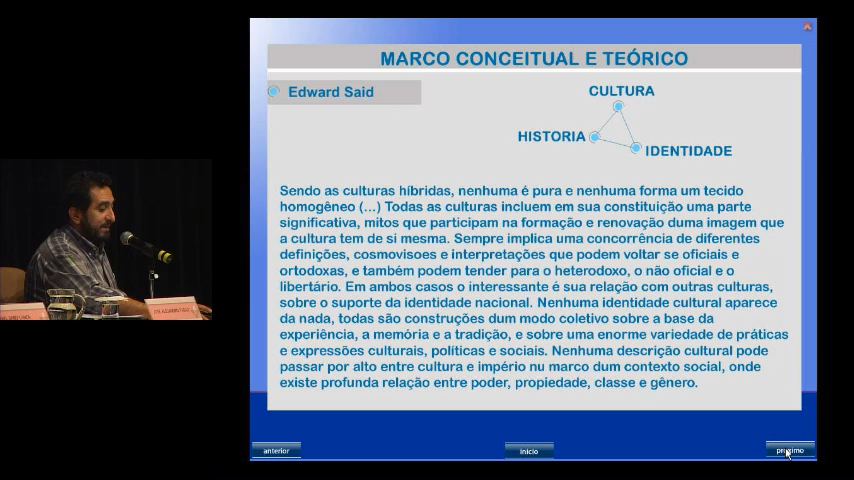 MARCO CONCEITUAL E TEÓRICO
Edward Said
CULTURA
HISTORIA
IDENTIDADE
Sendo as culturas híbridas, nenhuma é pura e nenhuma forma um tecido
homogêneo (...) Todas as culturas incluem em sua constituição uma parte
significativa, mitos que participam na formação e renovação duma imagem que
a cultura tem de si mesma. Sempre implica uma concorrência de diferentes
definições, cosmovisoes e interpretações que podem voltar se oficiais e
ortodoxas, e também podem tender para o heterodoxo, o não oficial e o
libertário. Em ambos casos o interessante é sua relação com outras culturas,
sobre o suporte da identidade nacional. Nenhuma identidade cultural aparece
da nada, todas são construções dum modo coletivo sobre a base da
experiência, a memória e a tradição, e sobre uma enorme variedade de práticas
e expressões culturais, políticas e sociais. Nenhuma descrição cultural pode
passar por alto entre cultura e império nu marco dum contexto social, onde
existe profunda relação entre poder, propiedade, classe e gênero.
anterior
início
próximo